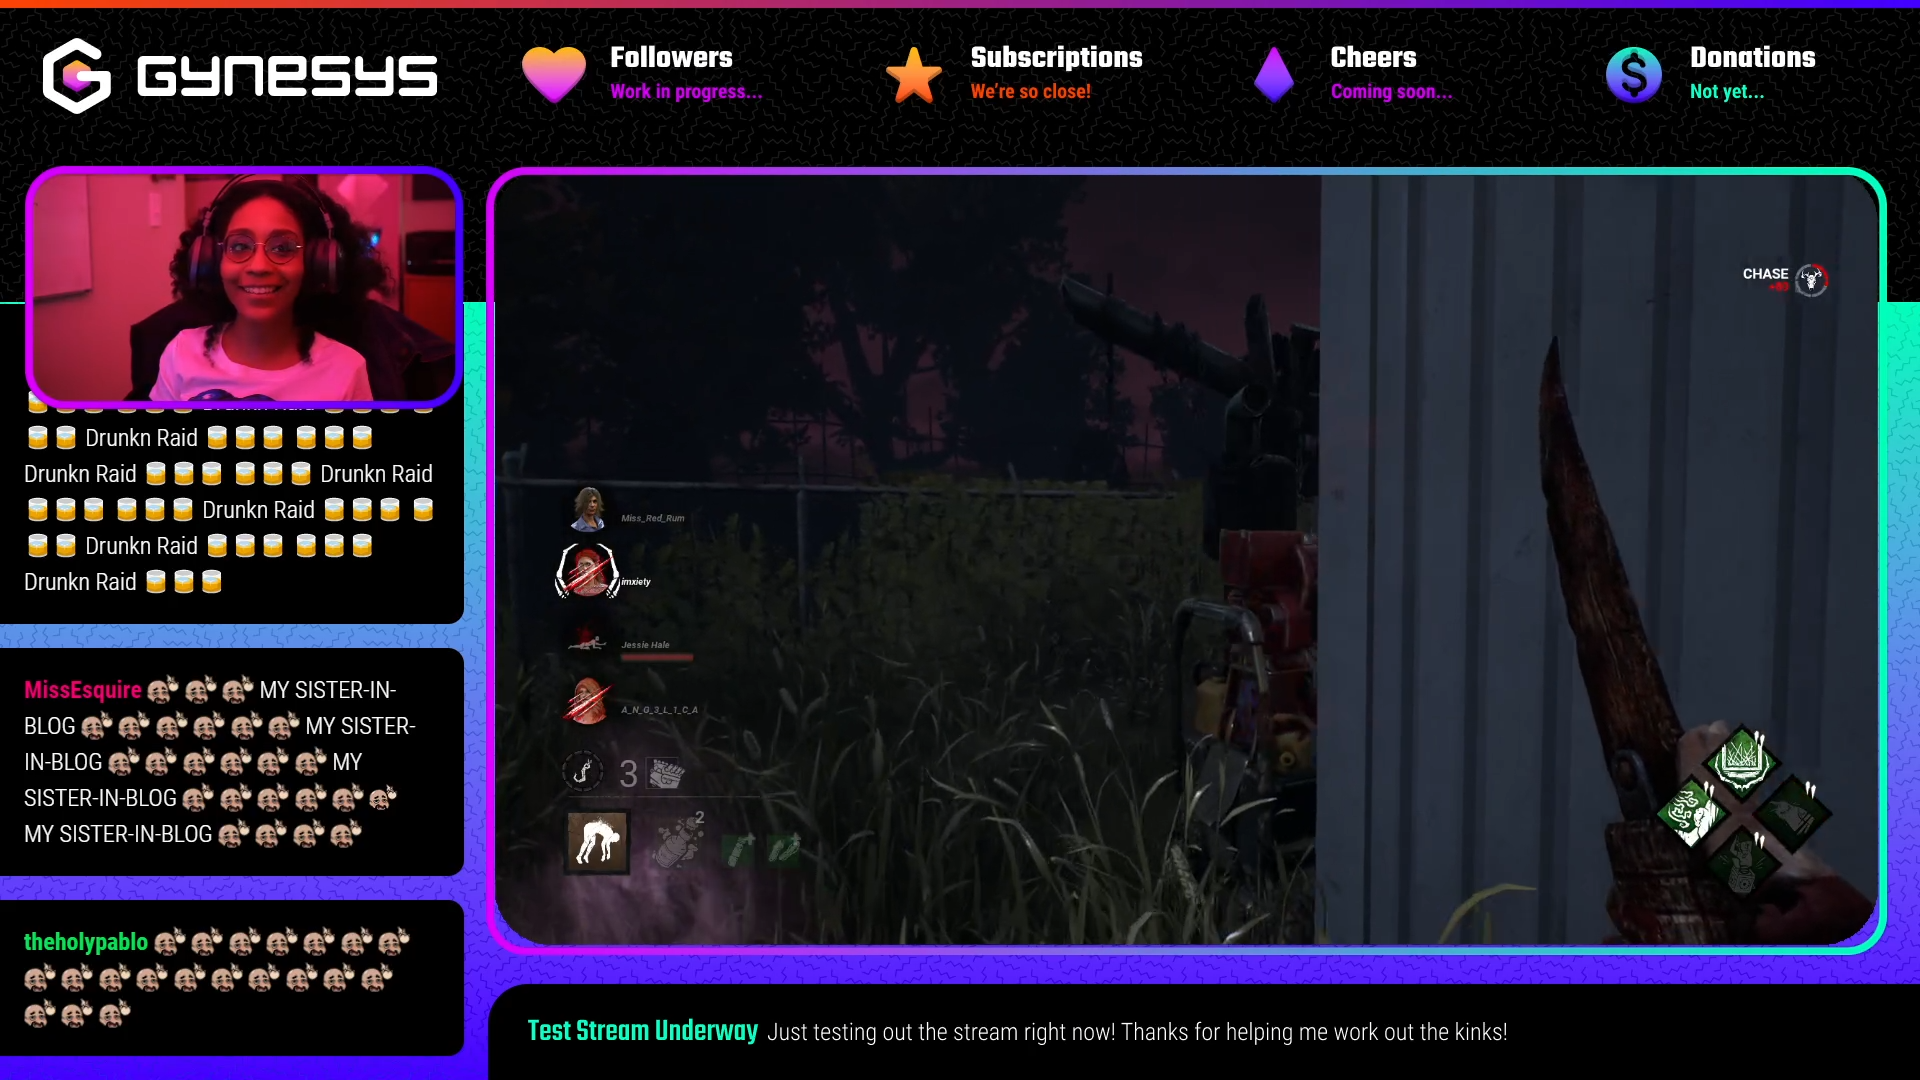 GYNESYS
Followers
Work in progress...
Subscriptions
We're so close!
Cheers
Coming soon...
Donations
Not yet...
CHASE
Drunkn Raid
Drunkn Raid Drunkn Raid
Drunkn Raid
Drunkn Raid
Drunkn Raid
MissEsquire MY SISTER-IN-
BLOG MY SISTER-
IN-BLOG MY
SISTER-IN-BLOG
MY SISTER-IN-BLOG
theholypablo
Miss_Red_Rum
imxiety
Jessie Hale
A_N_G_3_L_1_C_A
3
2
Test Stream Underway Just testing out the stream right now! Thanks for helping me work out the kinks!